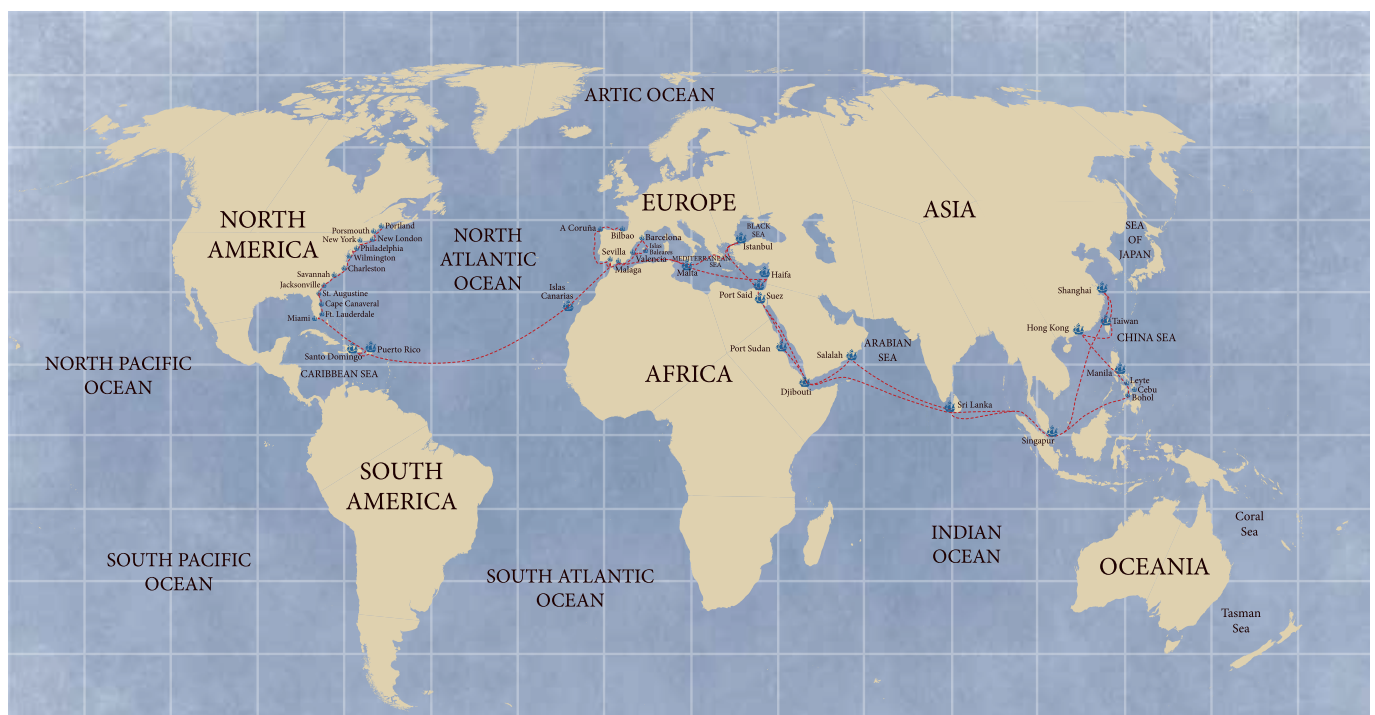 ARTIC OCEAN
NORTH
AMERICA
EUROPE
ASIA
NORTH
ATLANTIC
OCEAN
SEA
OF
JAPAN
Portland
Porsmouth
New York
New London
Philadelphia
Wilmington
Charleston
Savannah
Jacksonville
St. Augustine
Cape Canaveral
Ft. Lauderdale
Miami
Santo Domingo
Puerto Rico
CARIBBEAN SEA
A Coruña
Bilbao
Barcelona
Islas
Baleares
Valencia
Sevilla
Malaga
Islas
Canarias
MEDITERRANEAN
SEA
Malta
BLACK
SEA
Istanbul
Haifa
Port Said
Suez
Port Sudan
Salalah
ARABIAN
SEA
Djibouti
Sri Lanka
Singapur
Shanghai
Taiwan
Hong Kong
CHINA SEA
Manila
Leyte
Cebu
Bohol
NORTH PACIFIC
OCEAN
AFRICA
SOUTH
AMERICA
SOUTH PACIFIC
OCEAN
SOUTH ATLANTIC
OCEAN
INDIAN
OCEAN
OCEANIA
Coral
Sea
Tasman
Sea